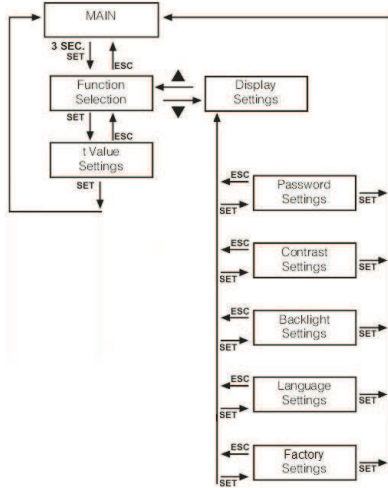 MAIN
3 SEC.
SET
ESC
Function
Selection
Display
Settings
SET
ESC
t Value
Settings
SET
ESC
Password
Settings
SET
SET
ESC
Contrast
Settings
SET
SET
ESC
Backlight
Settings
SET
SET
ESC
Language
Settings
SET
SET
ESC
Factory
Settings
SET
SET